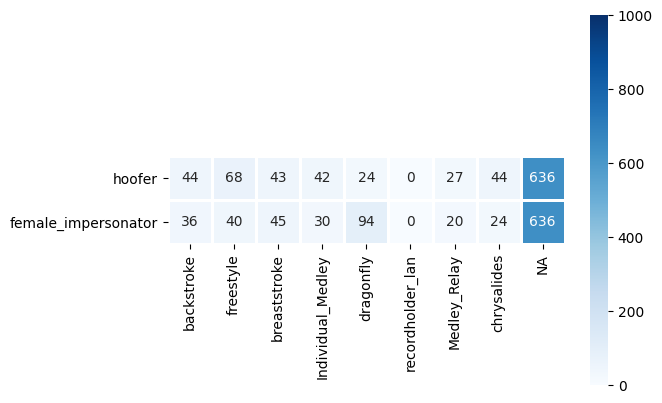 1000
800
600
400
200
0
hoofer 44 68 43 42 24 0 27 44 636
female_impersonator 36 40 45 30 94 0 20 24 636
backstroke freestyle breaststroke Individual_Medley dragonfly recordholder_lan Medley_Relay chrysalides NA